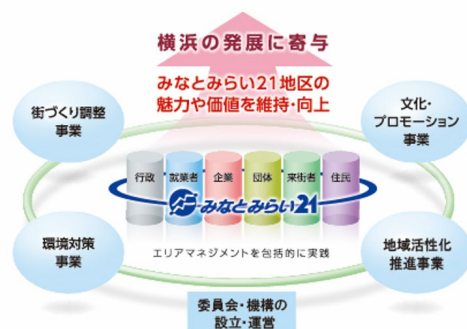 横浜の発展に寄与
みなとみらい21地区の
魅力や価値を維持・向上
街づくり調整
事業
文化・
プロモーション
事業
行政 就業者 企業 団体 来街者 住民
みなとみらい21
環境対策
事業
エリアマネジメントを包括的に実践
地域活性化
推進事業
委員会・機構の
設立・運営